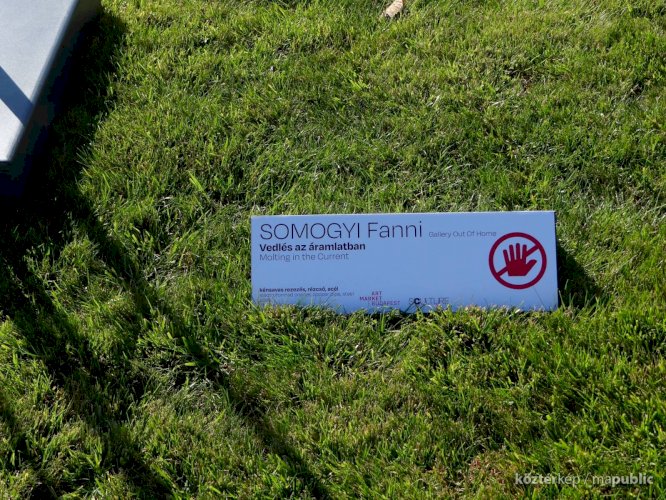 SOMOGYI Fanni Gallery Out Of Home
Vedlés az áramlatban
Molting in the Current
kénsavas rezezés, rézcső, acél
ART
MARKET
BUDAPEST
köztérkép / mapublic